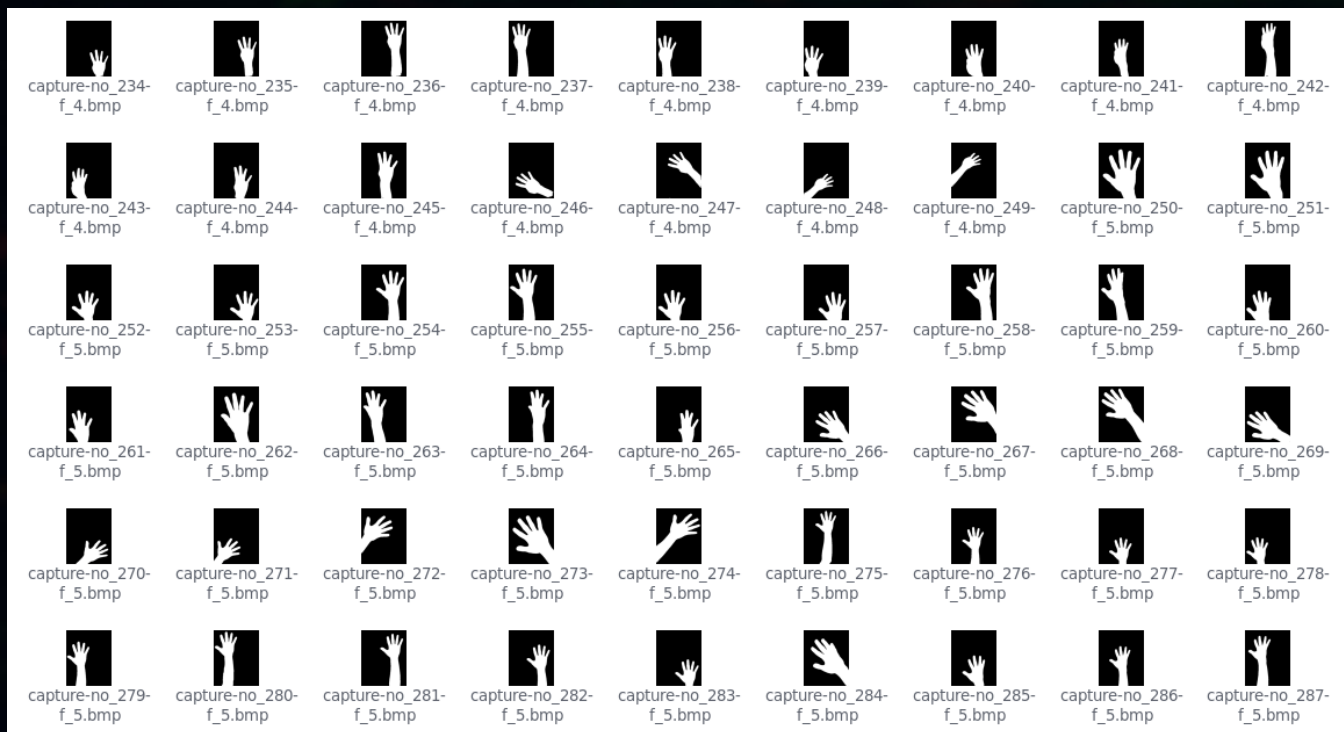 capture-no_234-
f_4.bmp
capture-no_235-
f_4.bmp
capture-no_236-
f_4.bmp
capture-no_237-
f_4.bmp
capture-no_238-
f_4.bmp
capture-no_239-
f_4.bmp
capture-no_240-
f_4.bmp
capture-no_241-
f_4.bmp
capture-no_242-
f_4.bmp
capture-no_243-
f_4.bmp
capture-no_244-
f_4.bmp
capture-no_245-
f_4.bmp
capture-no_246-
f_4.bmp
capture-no_247-
f_4.bmp
capture-no_248-
f_4.bmp
capture-no_249-
f_4.bmp
capture-no_250-
f_5.bmp
capture-no_251-
f_5.bmp
capture-no_252-
f_5.bmp
capture-no_253-
f_5.bmp
capture-no_254-
f_5.bmp
capture-no_255-
f_5.bmp
capture-no_256-
f_5.bmp
capture-no_257-
f_5.bmp
capture-no_258-
f_5.bmp
capture-no_259-
f_5.bmp
capture-no_260-
f_5.bmp
capture-no_261-
f_5.bmp
capture-no_262-
f_5.bmp
capture-no_263-
f_5.bmp
capture-no_264-
f_5.bmp
capture-no_265-
f_5.bmp
capture-no_266-
f_5.bmp
capture-no_267-
f_5.bmp
capture-no_268-
f_5.bmp
capture-no_269-
f_5.bmp
capture-no_270-
f_5.bmp
capture-no_271-
f_5.bmp
capture-no_272-
f_5.bmp
capture-no_273-
f_5.bmp
capture-no_274-
f_5.bmp
capture-no_275-
f_5.bmp
capture-no_276-
f_5.bmp
capture-no_277-
f_5.bmp
capture-no_278-
f_5.bmp
capture-no_279-
f_5.bmp
capture-no_280-
f_5.bmp
capture-no_281-
f_5.bmp
capture-no_282-
f_5.bmp
capture-no_283-
f_5.bmp
capture-no_284-
f_5.bmp
capture-no_285-
f_5.bmp
capture-no_286-
f_5.bmp
capture-no_287-
f_5.bmp